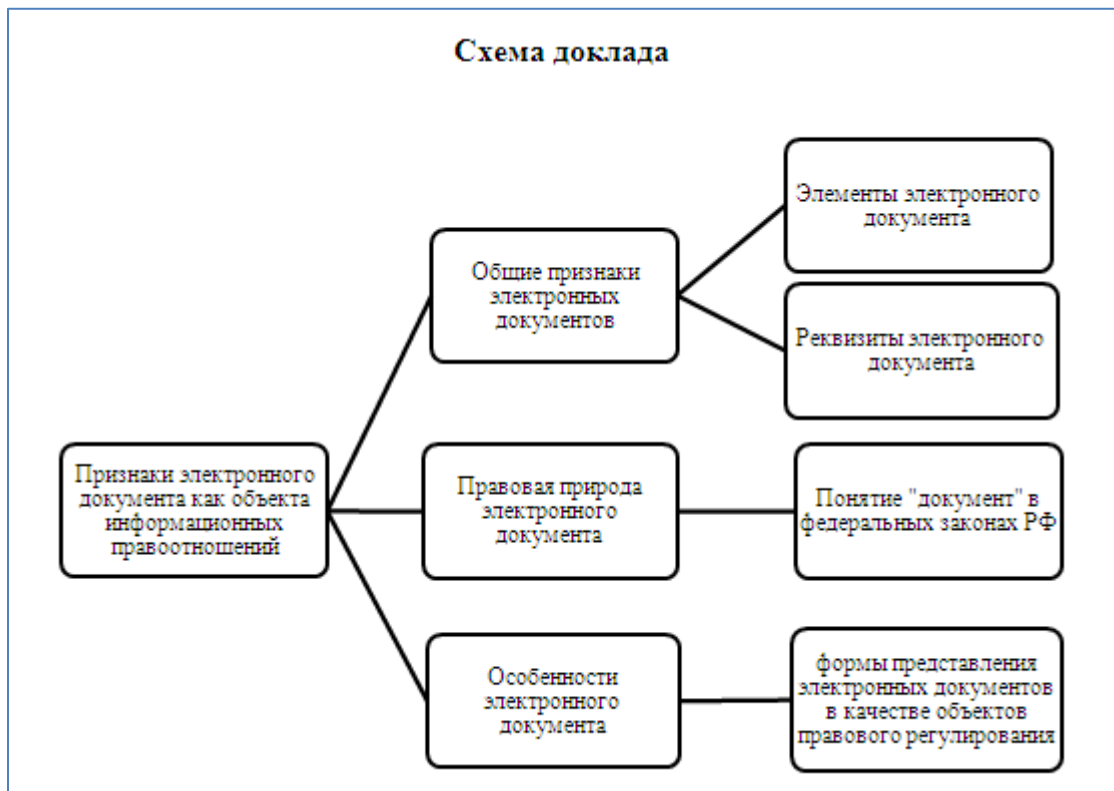 Схема доклада
Элементы электронного
документа
Общие признаки
электронных
документов
Реквизиты электронного
документа
Признаки электронного
документа как объекта
информационных
правоотношений
Правовая природа
электронного
документа
Понятие "документ" в
федеральных законах РФ
Особенности
электронного
документа
формы представления
электронных документов
в качестве объектов
правового регулирования